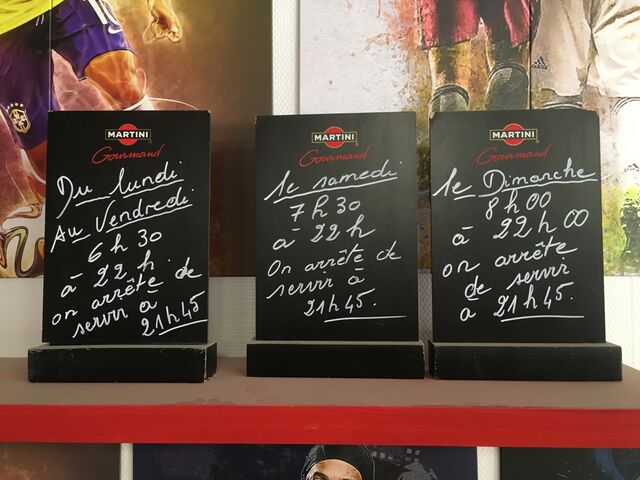 MARTINI
Gourmand
Du lundi
Au Vendredi
6 h 30
à 22 h.
on arrête de
servir à
21 h 45
MARTINI
Gourmand
le samedi
7 h 30
à 22 h
On arrête de
servir à
21 h 45.
MARTINI
Gourmand
le Dimanche
8 h 00
à 22 h 00
on arrête
de servir
à 21 h 45.